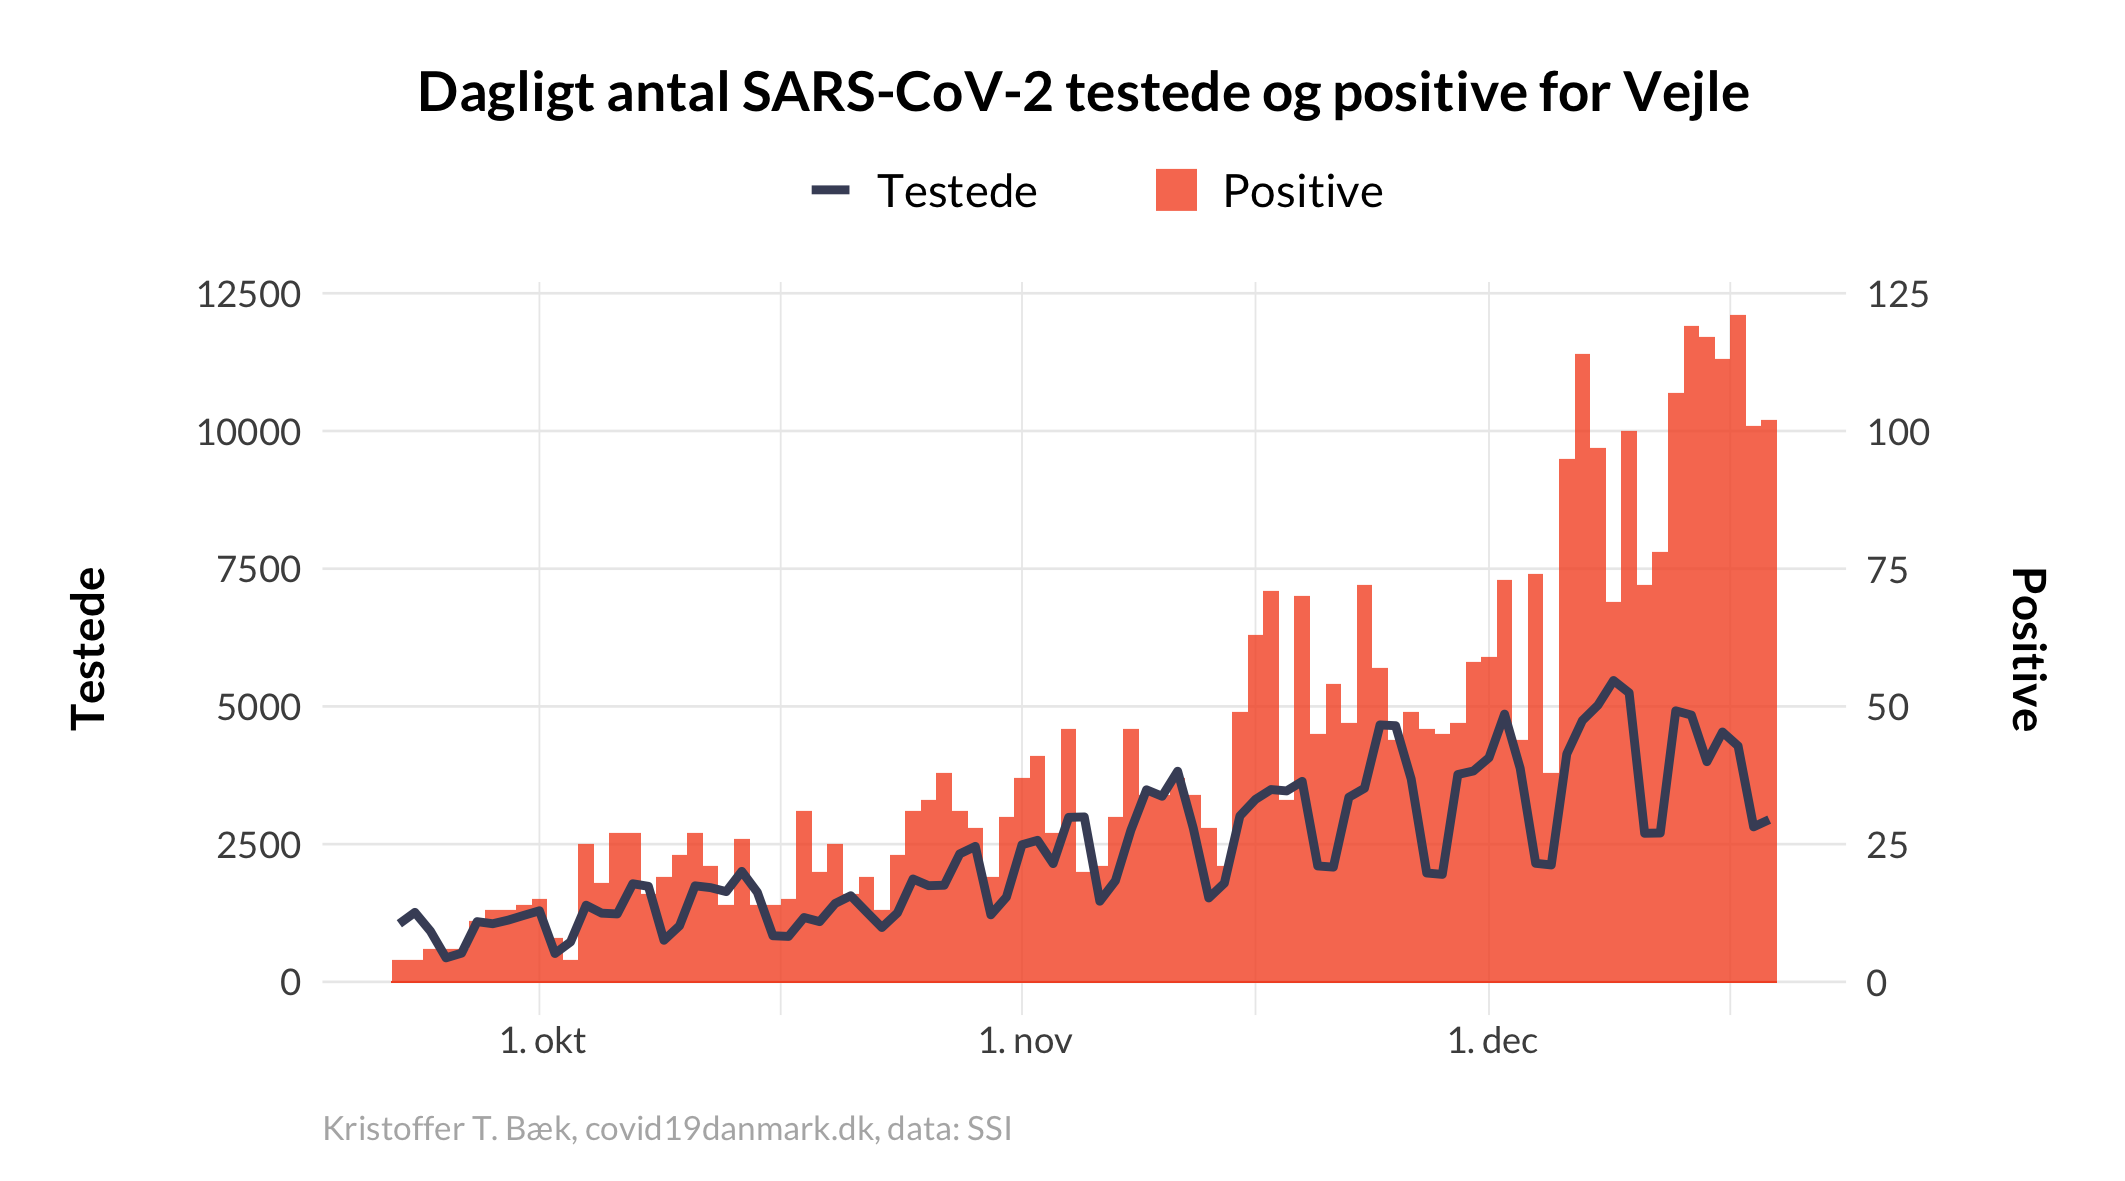 Dagligt antal SARS-CoV-2 testede og positive for Vejle
Testede
Positive
12500
10000
7500
5000
2500
0
125
100
75
50
25
0
Testede
Positive
1. okt
1. nov
1. dec
Kristoffer T. Bæk, covid19danmark.dk, data: SSI